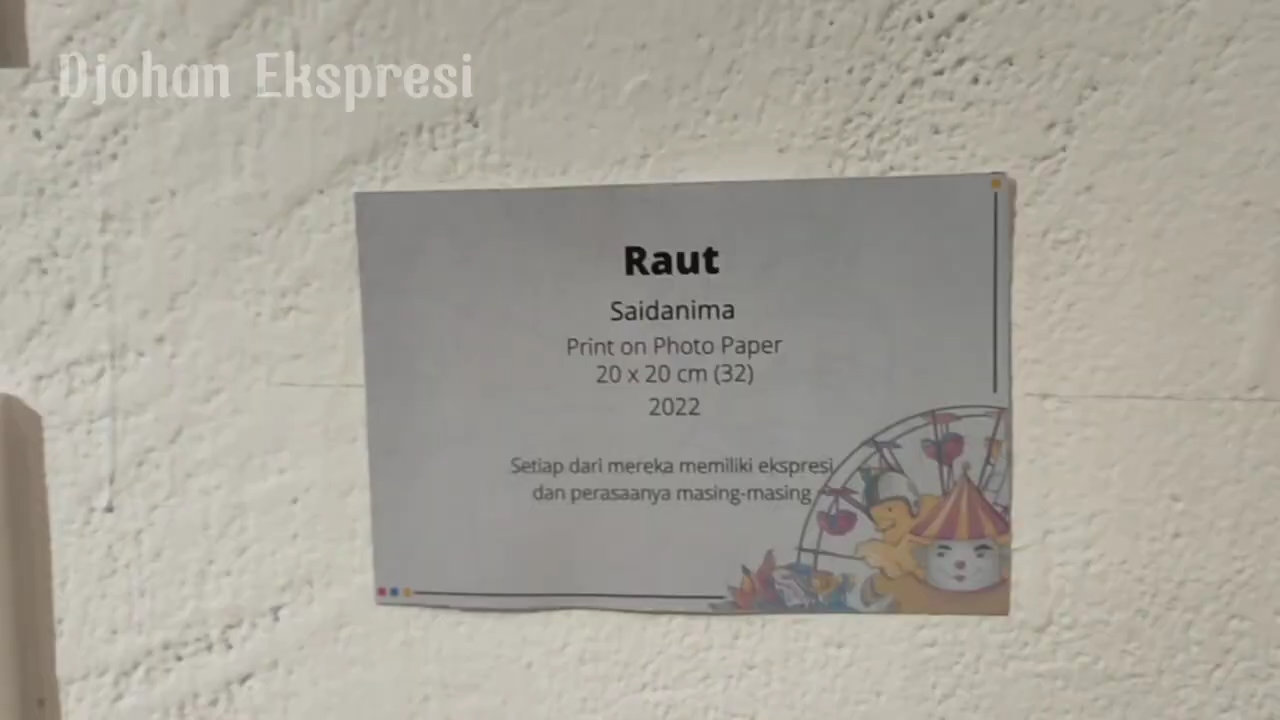 Djohan Ekspresi
Raut
Saidanima
Print on Photo Paper
20 x 20 cm (32)
2022
Setiap dari mereka memiliki ekspresi
dan perasaanya masing-masing